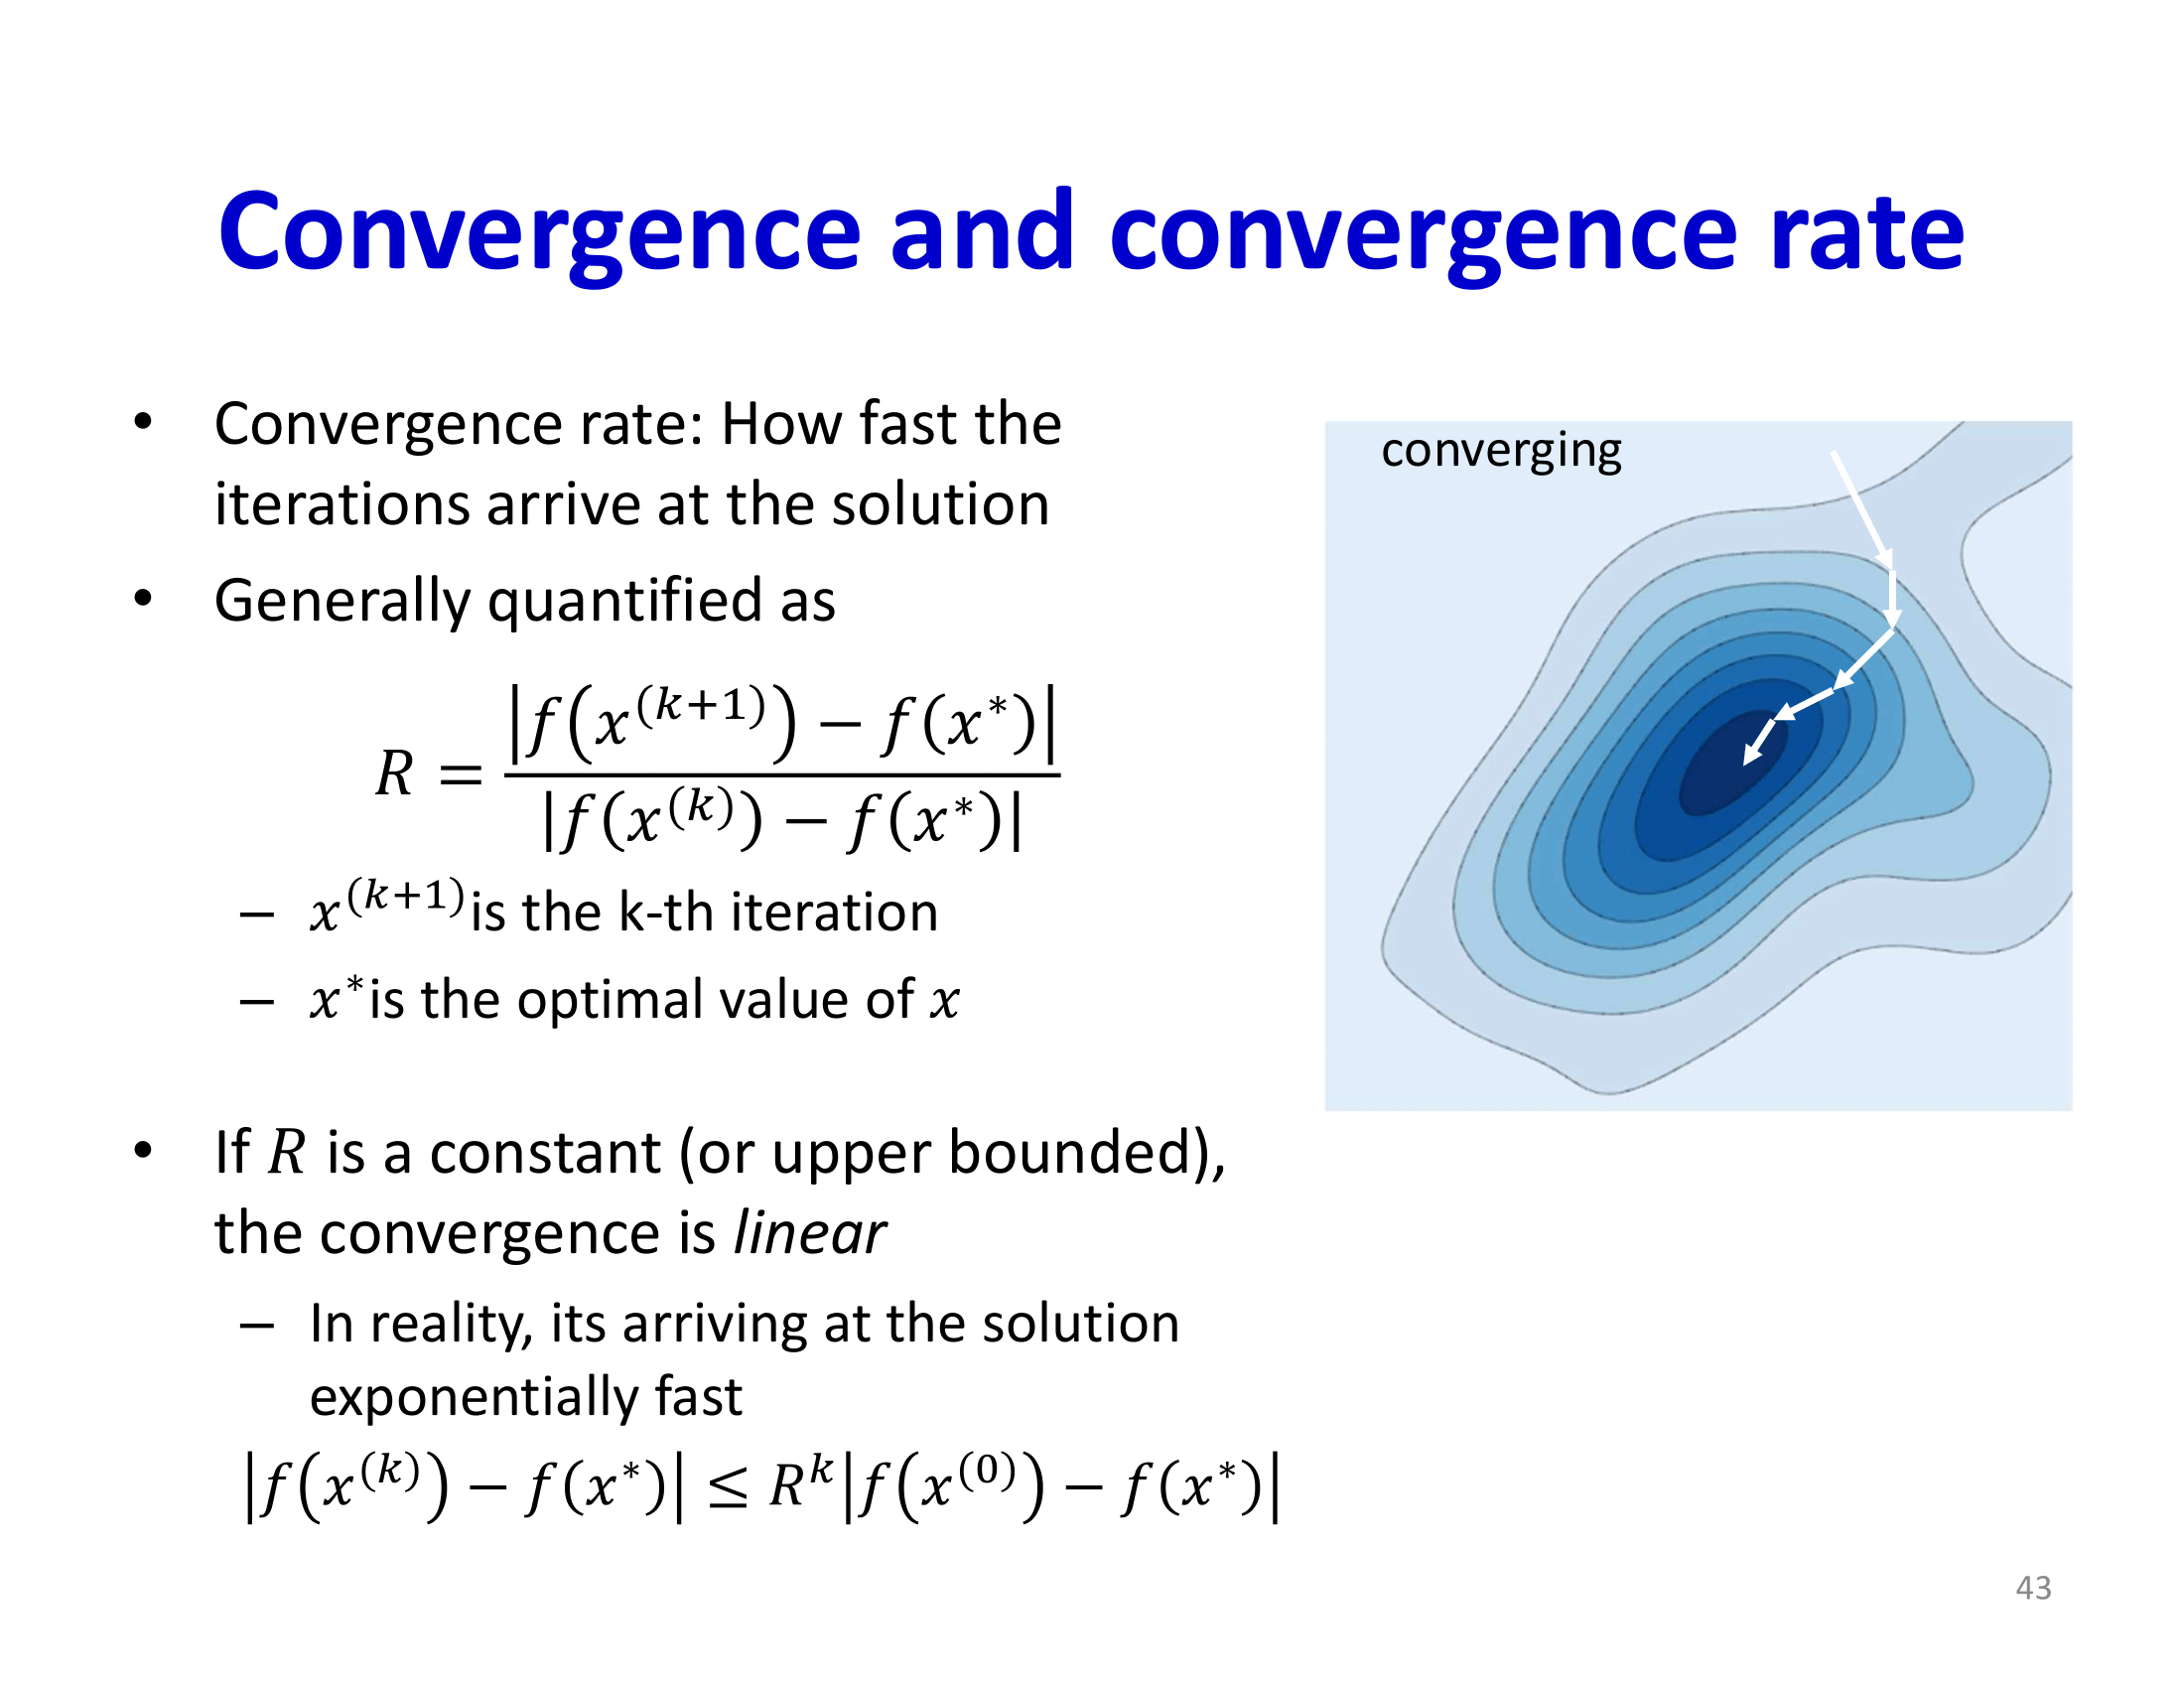 Convergence and convergence rate
• Convergence rate: How fast the
iterations arrive at the solution
• Generally quantified as
R = |f(x^(k+1)) − f(x*)| / |f(x^(k)) − f(x*)|
– x^(k+1) is the k-th iteration
– x* is the optimal value of x
• If R is a constant (or upper bounded),
the convergence is linear
– In reality, its arriving at the solution
exponentially fast
|f(x^(k)) − f(x*)| ≤ R^k |f(x^(0)) − f(x*)|
converging
43